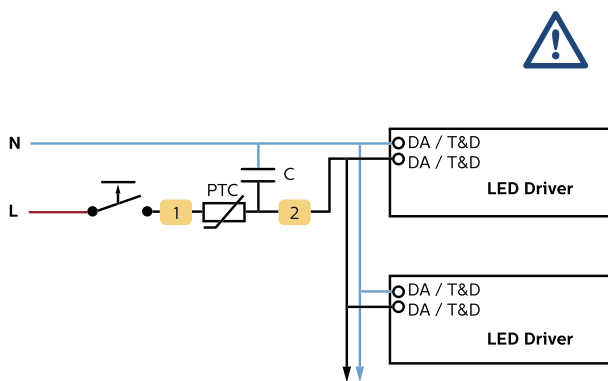 N
DA / T&D
DA / T&D
C
LED Driver
PTC
L
1
2
DA / T&D
DA / T&D
LED Driver